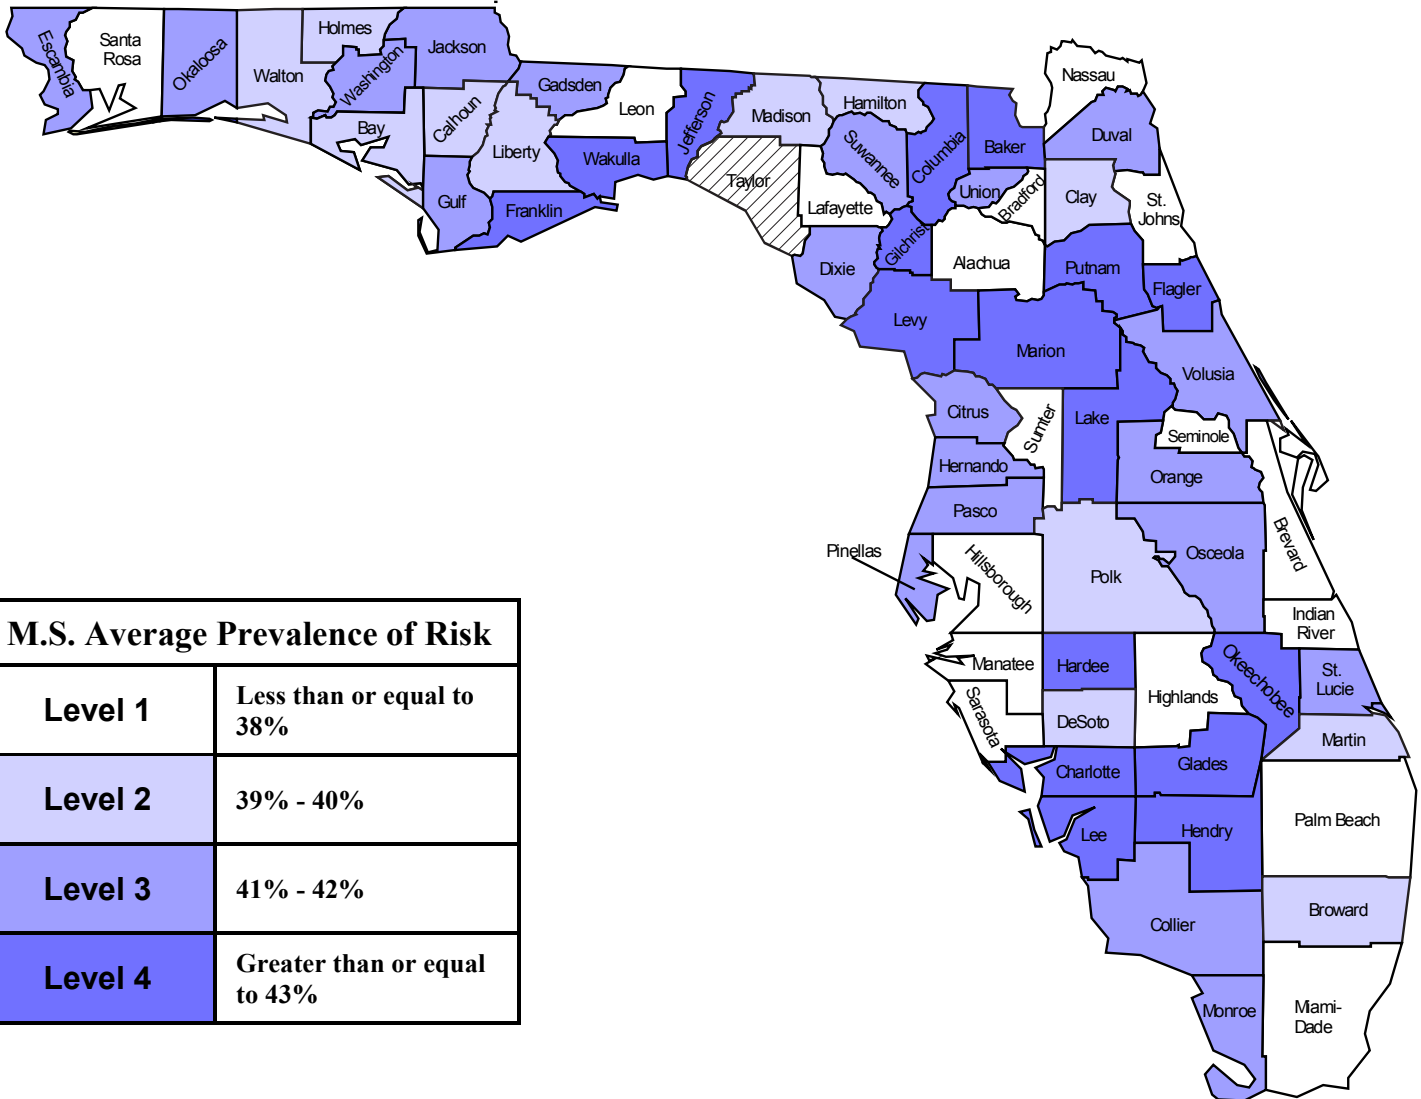 Escambia
Santa
Rosa
Okaloosa
Walton
Holmes
Washington
Jackson
Bay
Calhoun
Gulf
Liberty
Gadsden
Franklin
Leon
Wakulla
Jefferson
Madison
Taylor
Hamilton
Suwannee
Lafayette
Dixie
Columbia
Gilchrist
Baker
Union
Bradford
Alachua
Levy
Nassau
Duval
Clay
St.
Johns
Putnam
Flagler
Marion
Volusia
Citrus
Sumter
Lake
Seminole
Hernando
Orange
Pasco
Pinellas
Hillsborough
Polk
Osceola
Brevard
Indian
River
Manatee
Hardee
Highlands
Okeechobee
St.
Lucie
Sarasota
DeSoto
Martin
Charlotte
Glades
Lee
Hendry
Palm Beach
Collier
Broward
Monroe
Miami-
Dade
M.S. Average Prevalence of Risk
Level 1
Less than or equal to
38%
Level 2
39% - 40%
Level 3
41% - 42%
Level 4
Greater than or equal
to 43%